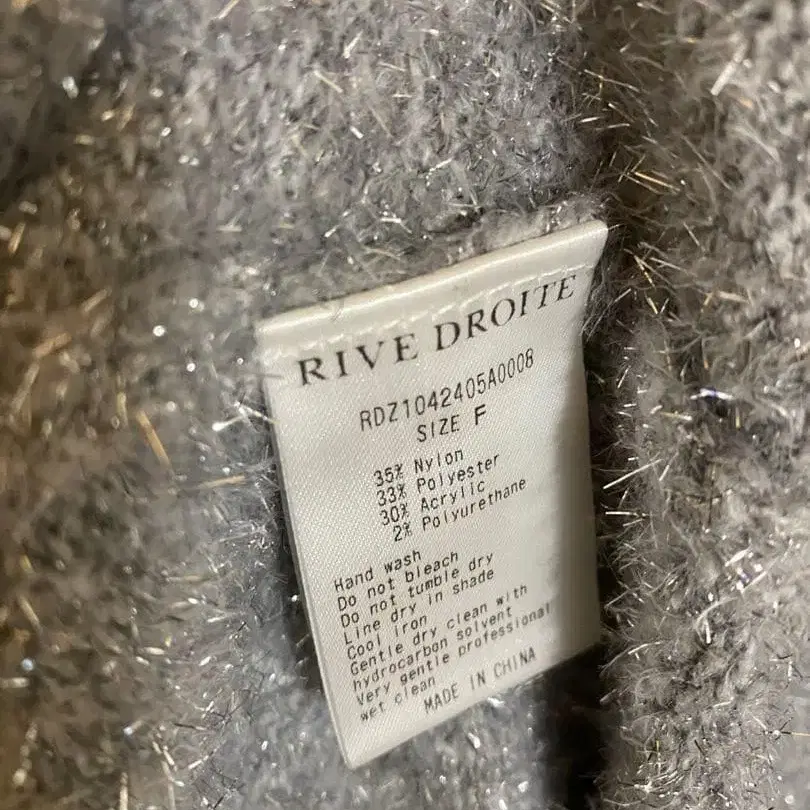 RIVE DROITE
RDZ1042405A0008
SIZE F
35% Nylon
33% Polyester
30% Acrylic
2% Polyurethane
Hand wash
Do not bleach
Do not tumble dry
Line dry in shade
Cool iron
Gentle dry clean with
hydrocarbon solvent
Very gentle professional
wet clean
MADE IN CHINA